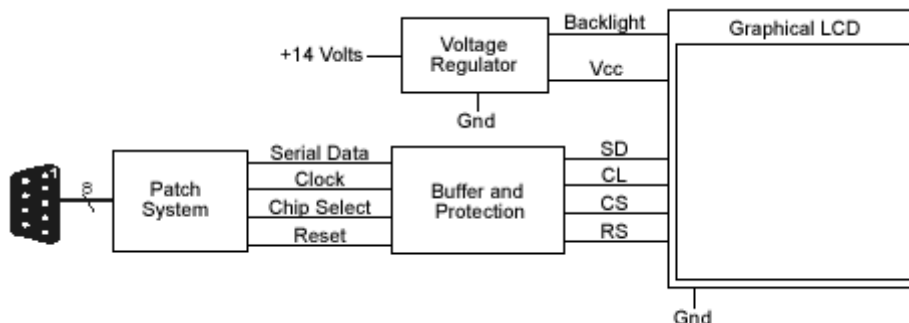 Backlight
Graphical LCD
+14 Volts
Voltage
Regulator
Vcc
Gnd
Serial Data
Clock
Chip Select
Reset
SD
CL
CS
RS
8
Patch
System
Buffer and
Protection
Gnd